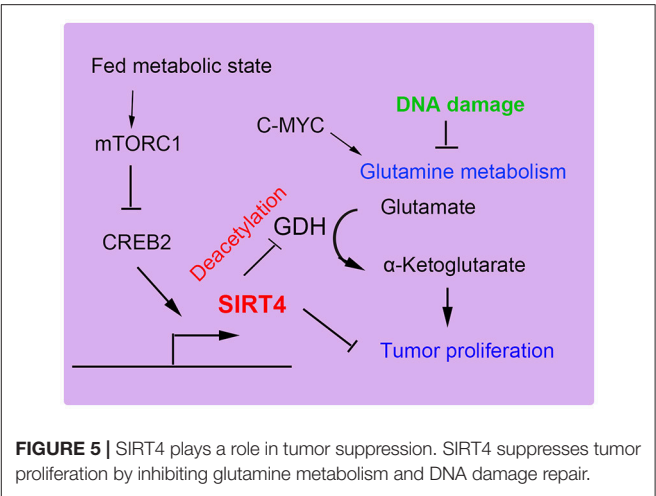 Fed metabolic state
mTORC1
CREB2
Deacetylation
SIRT4
GDH
C-MYC
DNA damage
Glutamine metabolism
Glutamate
α-Ketoglutarate
Tumor proliferation
FIGURE 5 | SIRT4 plays a role in tumor suppression. SIRT4 suppresses tumor
proliferation by inhibiting glutamine metabolism and DNA damage repair.